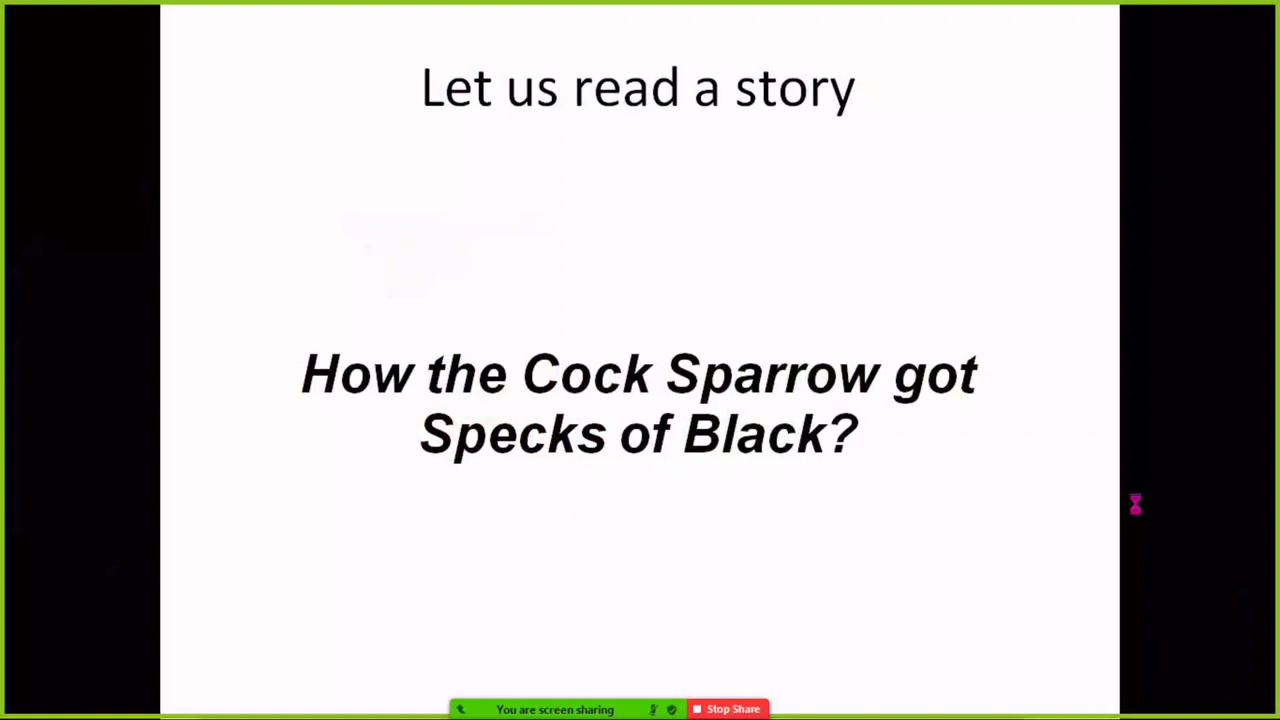 Let us read a story
How the Cock Sparrow got
Specks of Black?
You are screen sharing
Stop Share